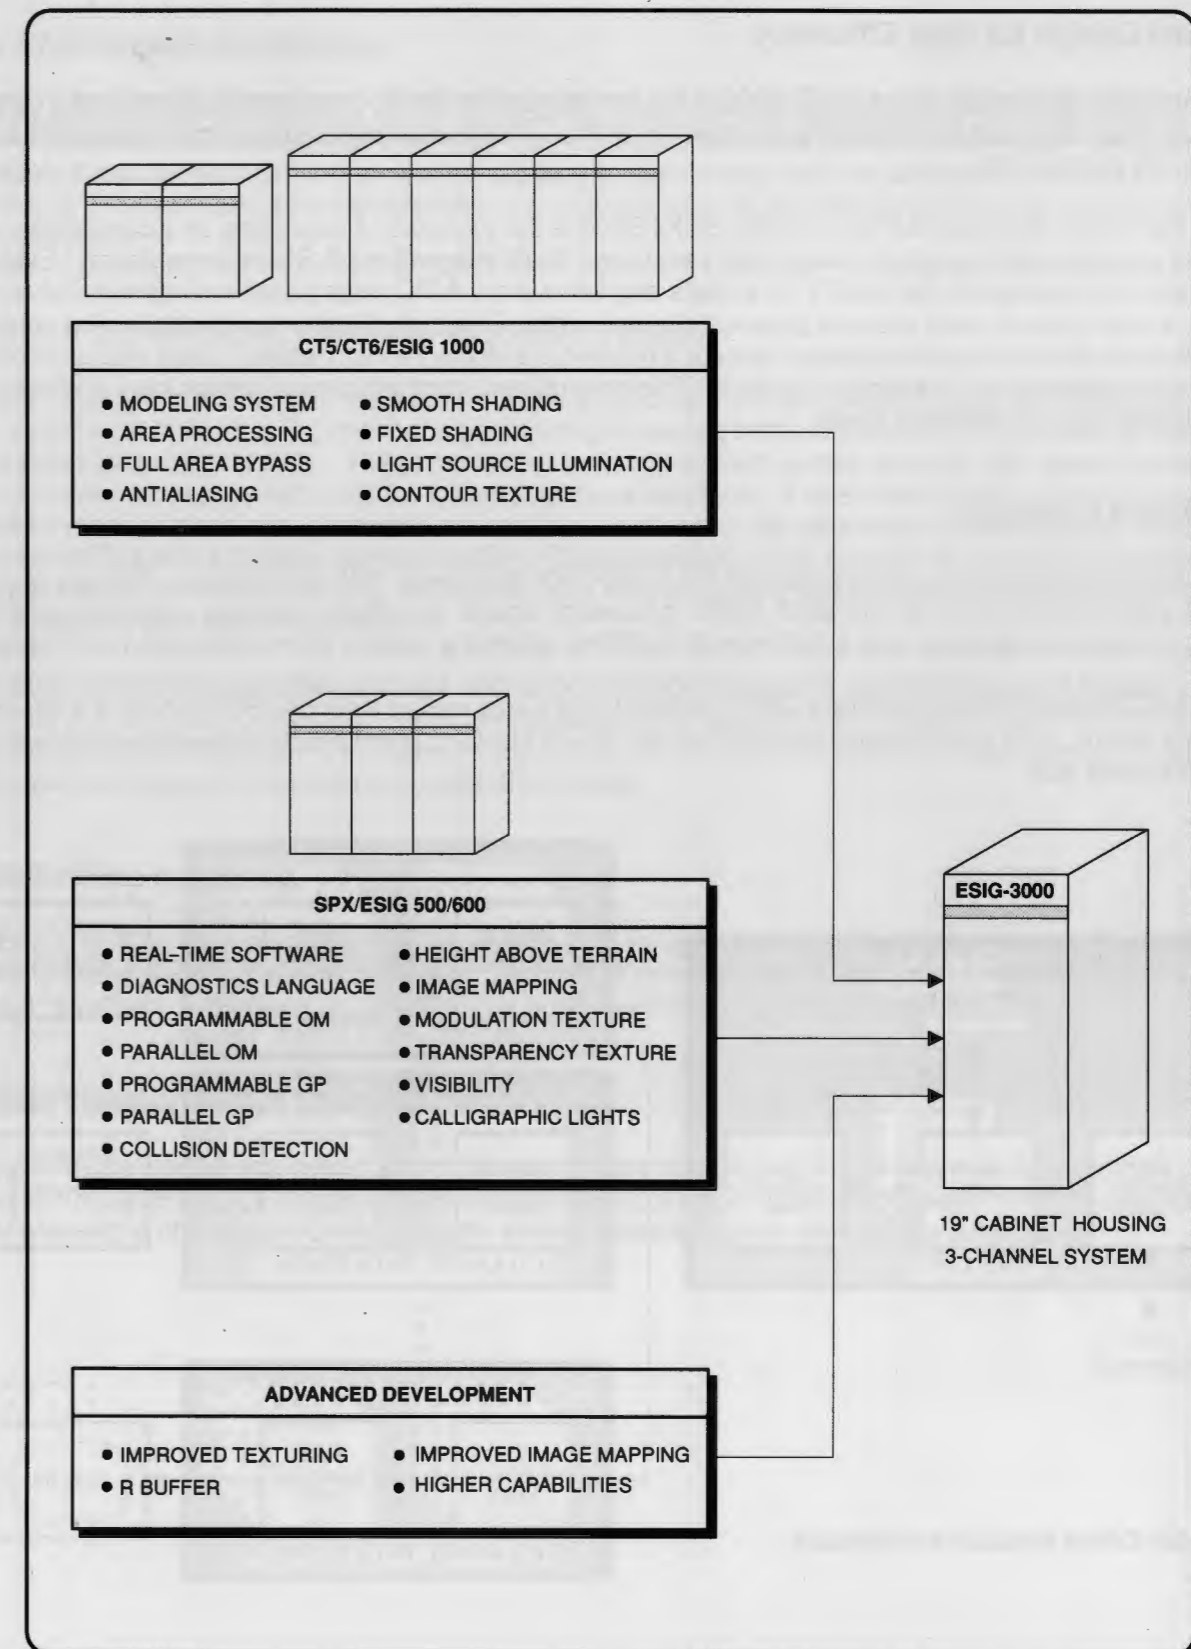 CT5/CT6/ESIG 1000
● MODELING SYSTEM ● SMOOTH SHADING
● AREA PROCESSING ● FIXED SHADING
● FULL AREA BYPASS ● LIGHT SOURCE ILLUMINATION
● ANTIALIASING ● CONTOUR TEXTURE
SPX/ESIG 500/600
● REAL-TIME SOFTWARE ● HEIGHT ABOVE TERRAIN
● DIAGNOSTICS LANGUAGE ● IMAGE MAPPING
● PROGRAMMABLE OM ● MODULATION TEXTURE
● PARALLEL OM ● TRANSPARENCY TEXTURE
● PROGRAMMABLE GP ● VISIBILITY
● PARALLEL GP ● CALLIGRAPHIC LIGHTS
● COLLISION DETECTION
ESIG-3000
19" CABINET HOUSING
3-CHANNEL SYSTEM
ADVANCED DEVELOPMENT
● IMPROVED TEXTURING ● IMPROVED IMAGE MAPPING
● R BUFFER ● HIGHER CAPABILITIES